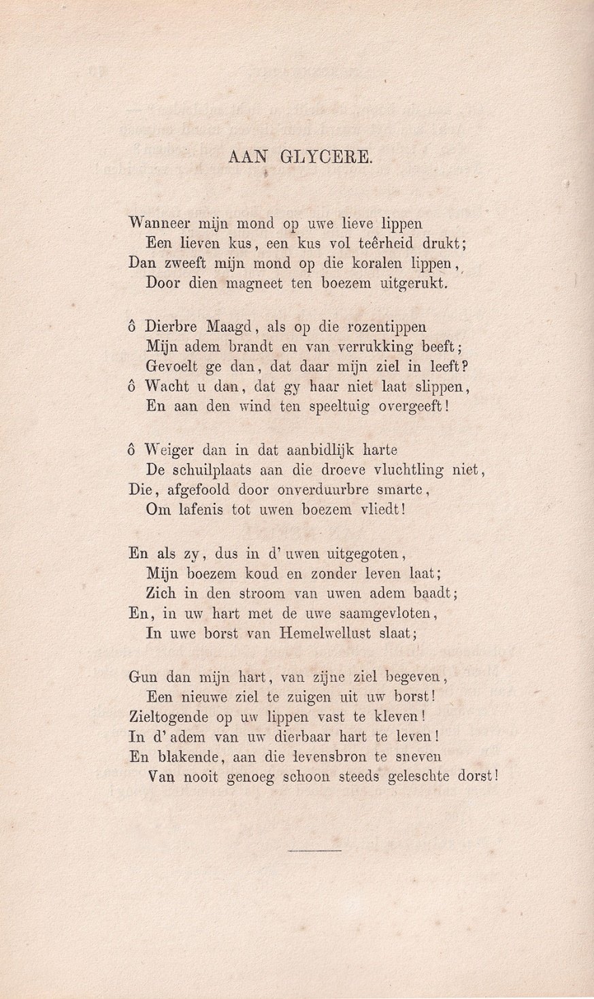 AAN GLYCERE.
Wanneer mijn mond op uwe lieve lippen
Een lieven kus, een kus vol teêrheid drukt;
Dan zweeft mijn mond op die koralen lippen,
Door dien magneet ten boezem uitgerukt.
ô Dierbre Maagd, als op die rozentippen
Mijn adem brandt en van verrukking beeft;
Gevoelt ge dan, dat daar mijn ziel in leeft?
ô Wacht u dan, dat gy haar niet laat slippen,
En aan den wind ten speeltuig overgeeft!
ô Weiger dan in dat aanbidlijk harte
De schuilplaats aan die droeve vluchtling niet,
Die, afgefoold door onverduurbre smarte,
Om lafenis tot uwen boezem vliedt!
En als zy, dus in d' uwen uitgegoten,
Mijn boezem koud en zonder leven laat;
Zich in den stroom van uwen adem baadt;
En, in uw hart met de uwe saamgevloten,
In uwe borst van Hemelwellust slaat;
Gun dan mijn hart, van zijne ziel begeven,
Een nieuwe ziel te zuigen uit uw borst!
Zieltogende op uw lippen vast te kleven!
In d' adem van uw dierbaar hart te leven!
En blakende, aan die levensbron te sneven
Van nooit genoeg schoon steeds geleschte dorst!